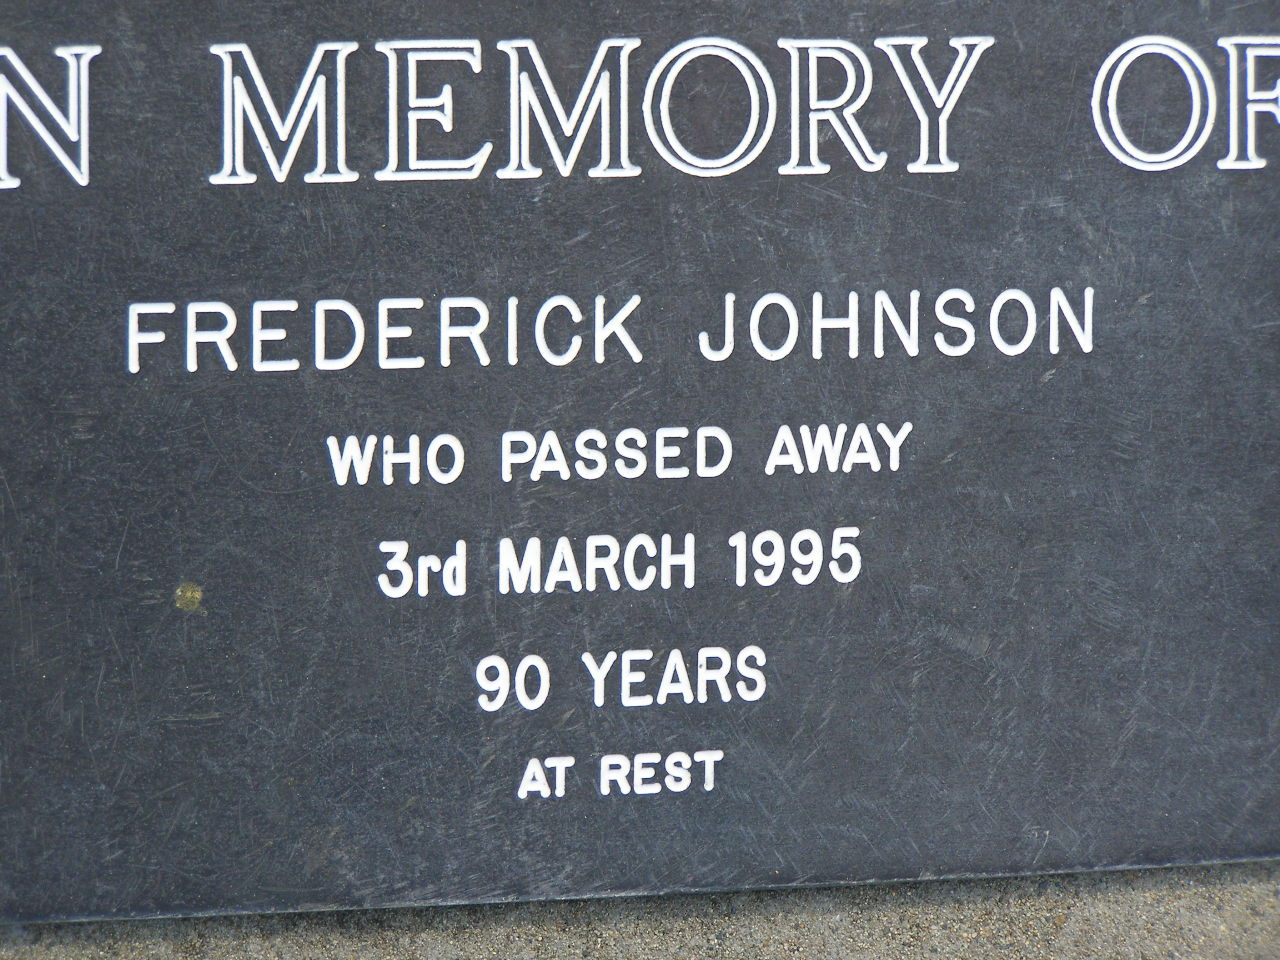 N MEMORY OF
FREDERICK JOHNSON
WHO PASSED AWAY
3rd MARCH 1995
90 YEARS
AT REST